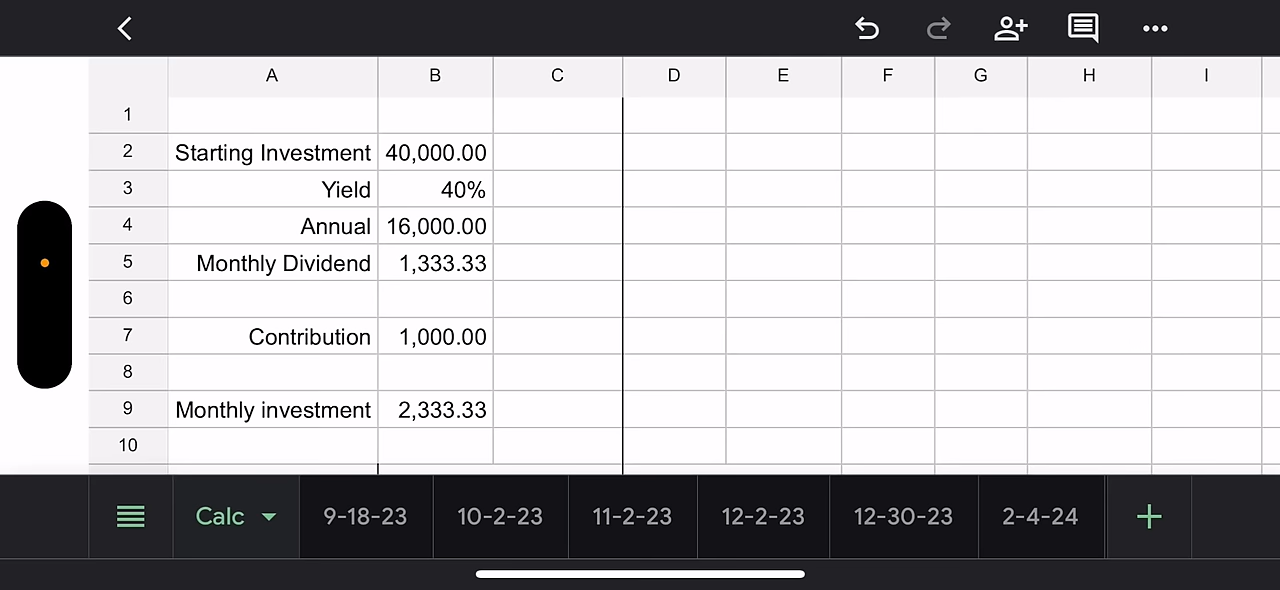 A B C D E F G H I
1
2 Starting Investment 40,000.00
3 Yield 40%
4 Annual 16,000.00
5 Monthly Dividend 1,333.33
6
7 Contribution 1,000.00
8
9 Monthly investment 2,333.33
10
Calc 9-18-23 10-2-23 11-2-23 12-2-23 12-30-23 2-4-24